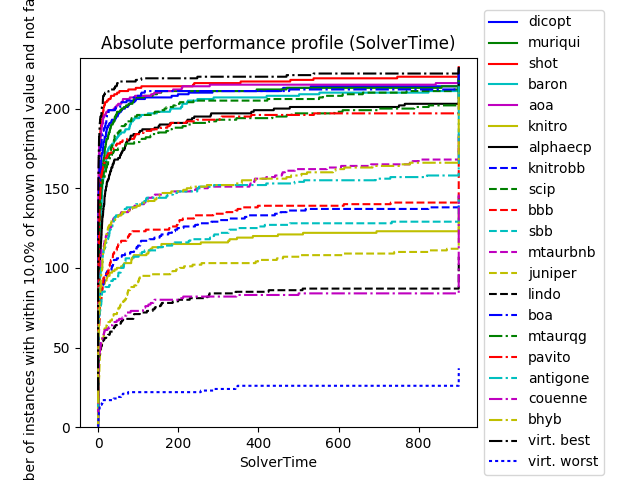 Absolute performance profile (SolverTime)
of instances with within 10.0% of known optimal value and not
200
150
100
50
0
0 200 400 600 800
SolverTime
dicopt
muriqui
shot
baron
aoa
knitro
alphaecp
knitrobb
scip
bbb
sbb
mtaurbnb
juniper
lindo
boa
mtaurqg
pavito
antigone
couenne
bhyb
virt. best
virt. worst